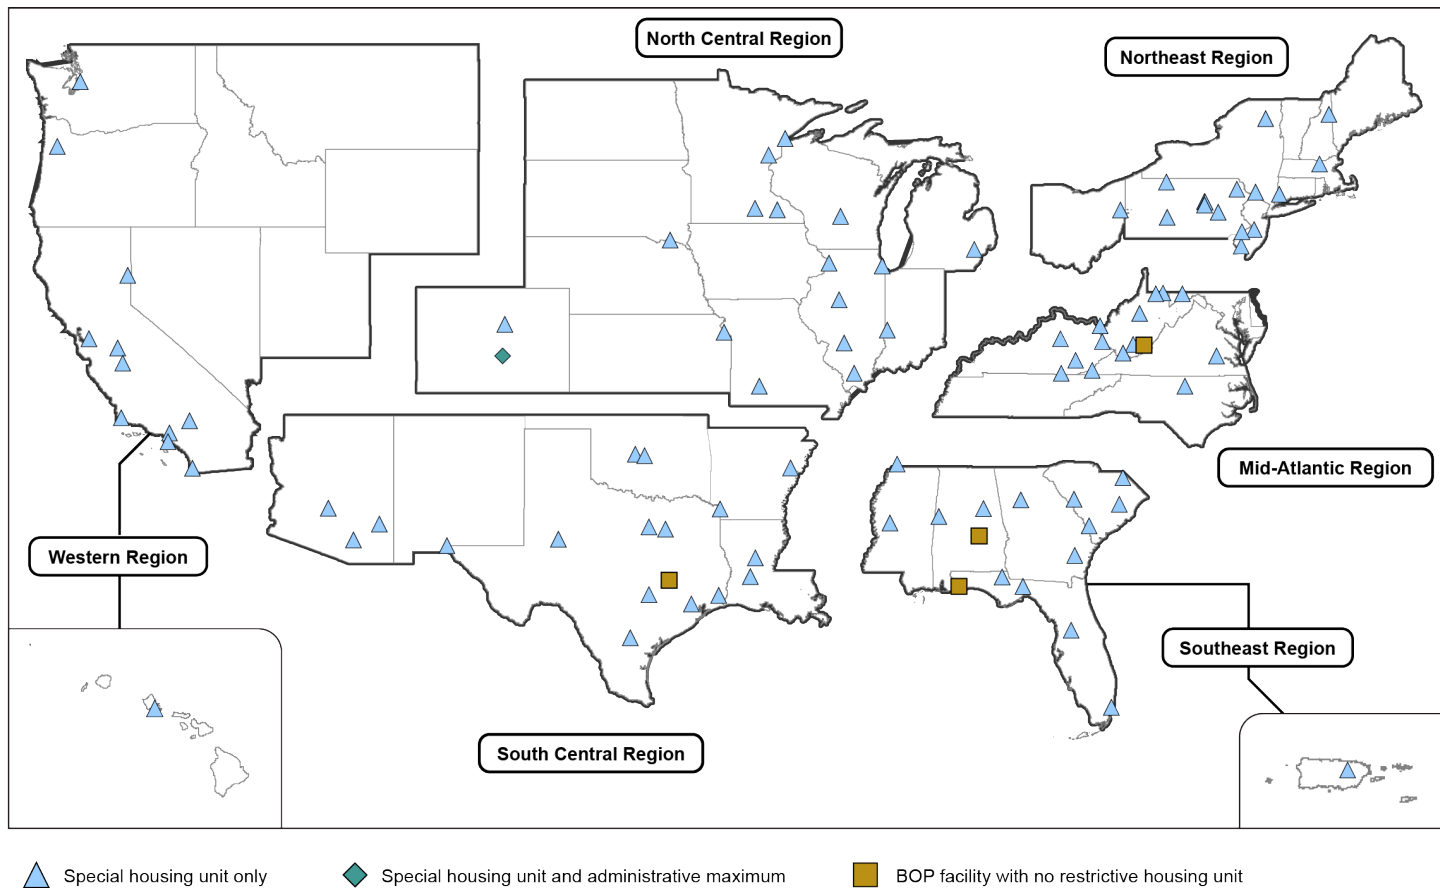 North Central Region
Northeast Region
Mid-Atlantic Region
Western Region
Southeast Region
South Central Region
Special housing unit only
Special housing unit and administrative maximum
BOP facility with no restrictive housing unit